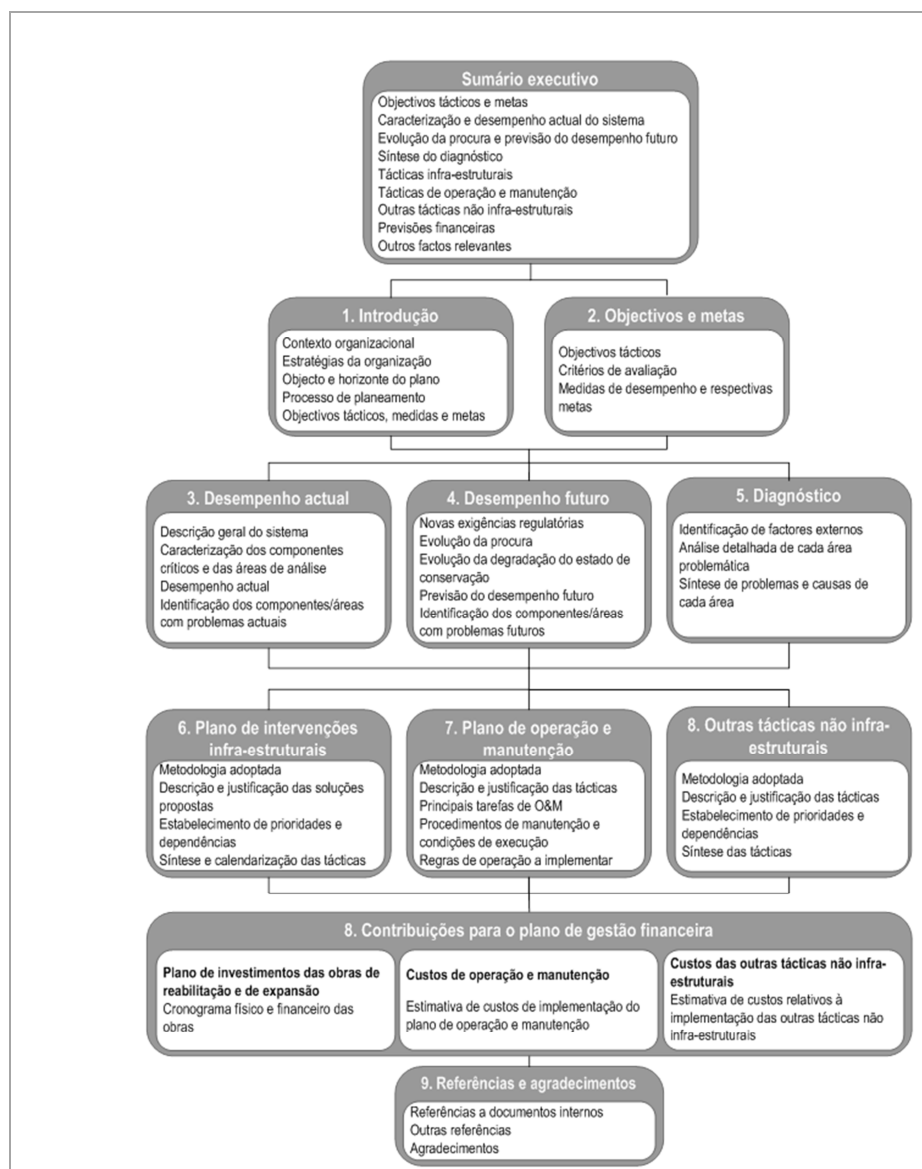 Sumário executivo
Objectivos tácticos e metas
Caracterização e desempenho actual do sistema
Evolução da procura e previsão do desempenho futuro
Síntese do diagnóstico
Tácticas infra-estruturais
Tácticas de operação e manutenção
Outras tácticas não infra-estruturais
Previsões financeiras
Outros factos relevantes
1. Introdução
Contexto organizacional
Estratégias da organização
Objecto e horizonte do plano
Processo de planeamento
Objectivos tácticos, medidas e metas
2. Objectivos e metas
Objectivos tácticos
Critérios de avaliação
Medidas de desempenho e respectivas
metas
3. Desempenho actual
Descrição geral do sistema
Caracterização dos componentes
críticos e das áreas de análise
Desempenho actual
Identificação dos componentes/áreas
com problemas actuais
4. Desempenho futuro
Novas exigências regulatórias
Evolução da procura
Evolução da degradação do estado de
conservação
Previsão do desempenho futuro
Identificação dos componentes/áreas
com problemas futuros
5. Diagnóstico
Identificação de factores externos
Análise detalhada de cada área
problemática
Síntese de problemas e causas de
cada área
6. Plano de intervenções
infra-estruturais
Metodologia adoptada
Descrição e justificação das soluções
propostas
Estabelecimento de prioridades e
dependências
Síntese e calendarização das tácticas
7. Plano de operação e
manutenção
Metodologia adoptada
Descrição e justificação das tácticas
Principais tarefas de O&M
Procedimentos de manutenção e
condições de execução
Regras de operação a implementar
8. Outras tácticas não infra-
estruturais
Metodologia adoptada
Descrição e justificação das tácticas
Estabelecimento de prioridades e
dependências
Síntese das tácticas
8. Contribuições para o plano de gestão financeira
Plano de investimentos das obras de
reabilitação e de expansão
Cronograma físico e financeiro das
obras
Custos de operação e manutenção
Estimativa de custos de implementação do
plano de operação e manutenção
Custos das outras tácticas não infra-
estruturais
Estimativa de custos relativos à
implementação das outras tácticas não
infra-estruturais
9. Referências e agradecimentos
Referências a documentos internos
Outras referências
Agradecimentos